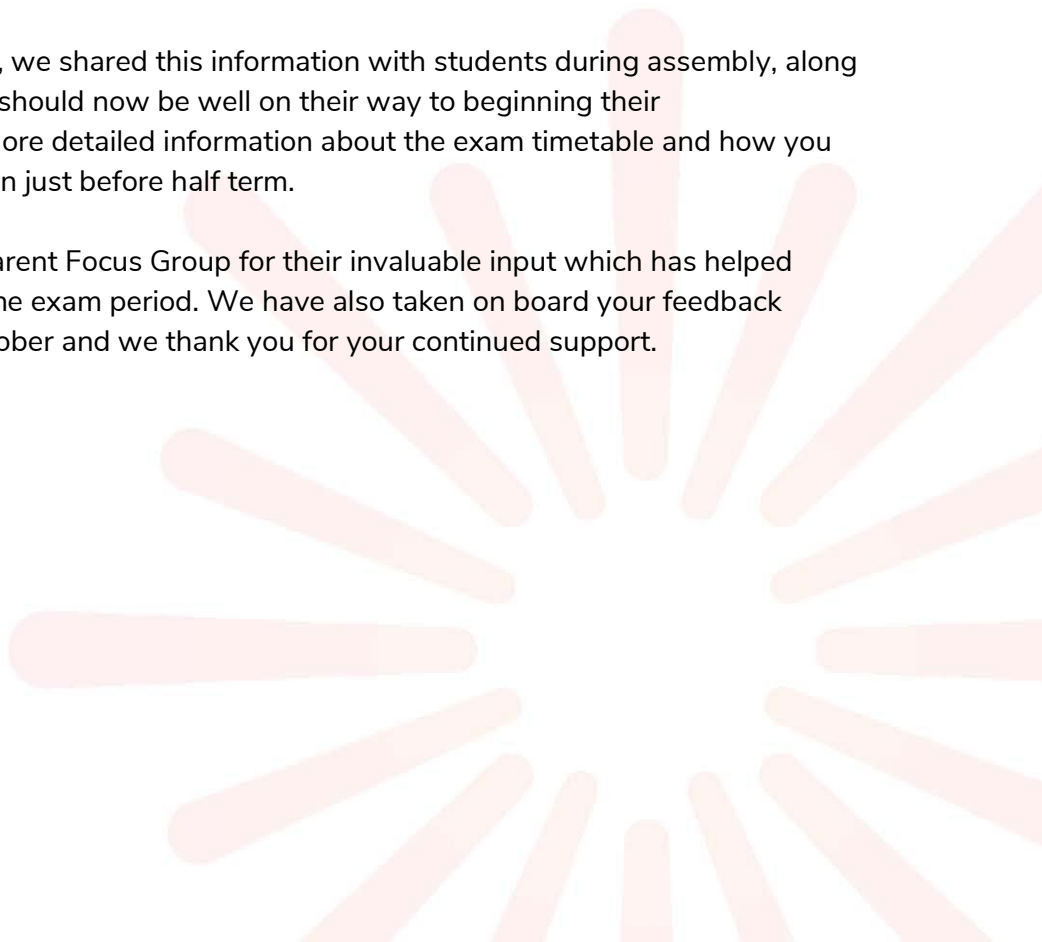 , we shared this information with students during assembly, along
should now be well on their way to beginning their
ore detailed information about the exam timetable and how you
n just before half term.
arent Focus Group for their invaluable input which has helped
he exam period. We have also taken on board your feedback
ober and we thank you for your continued support.